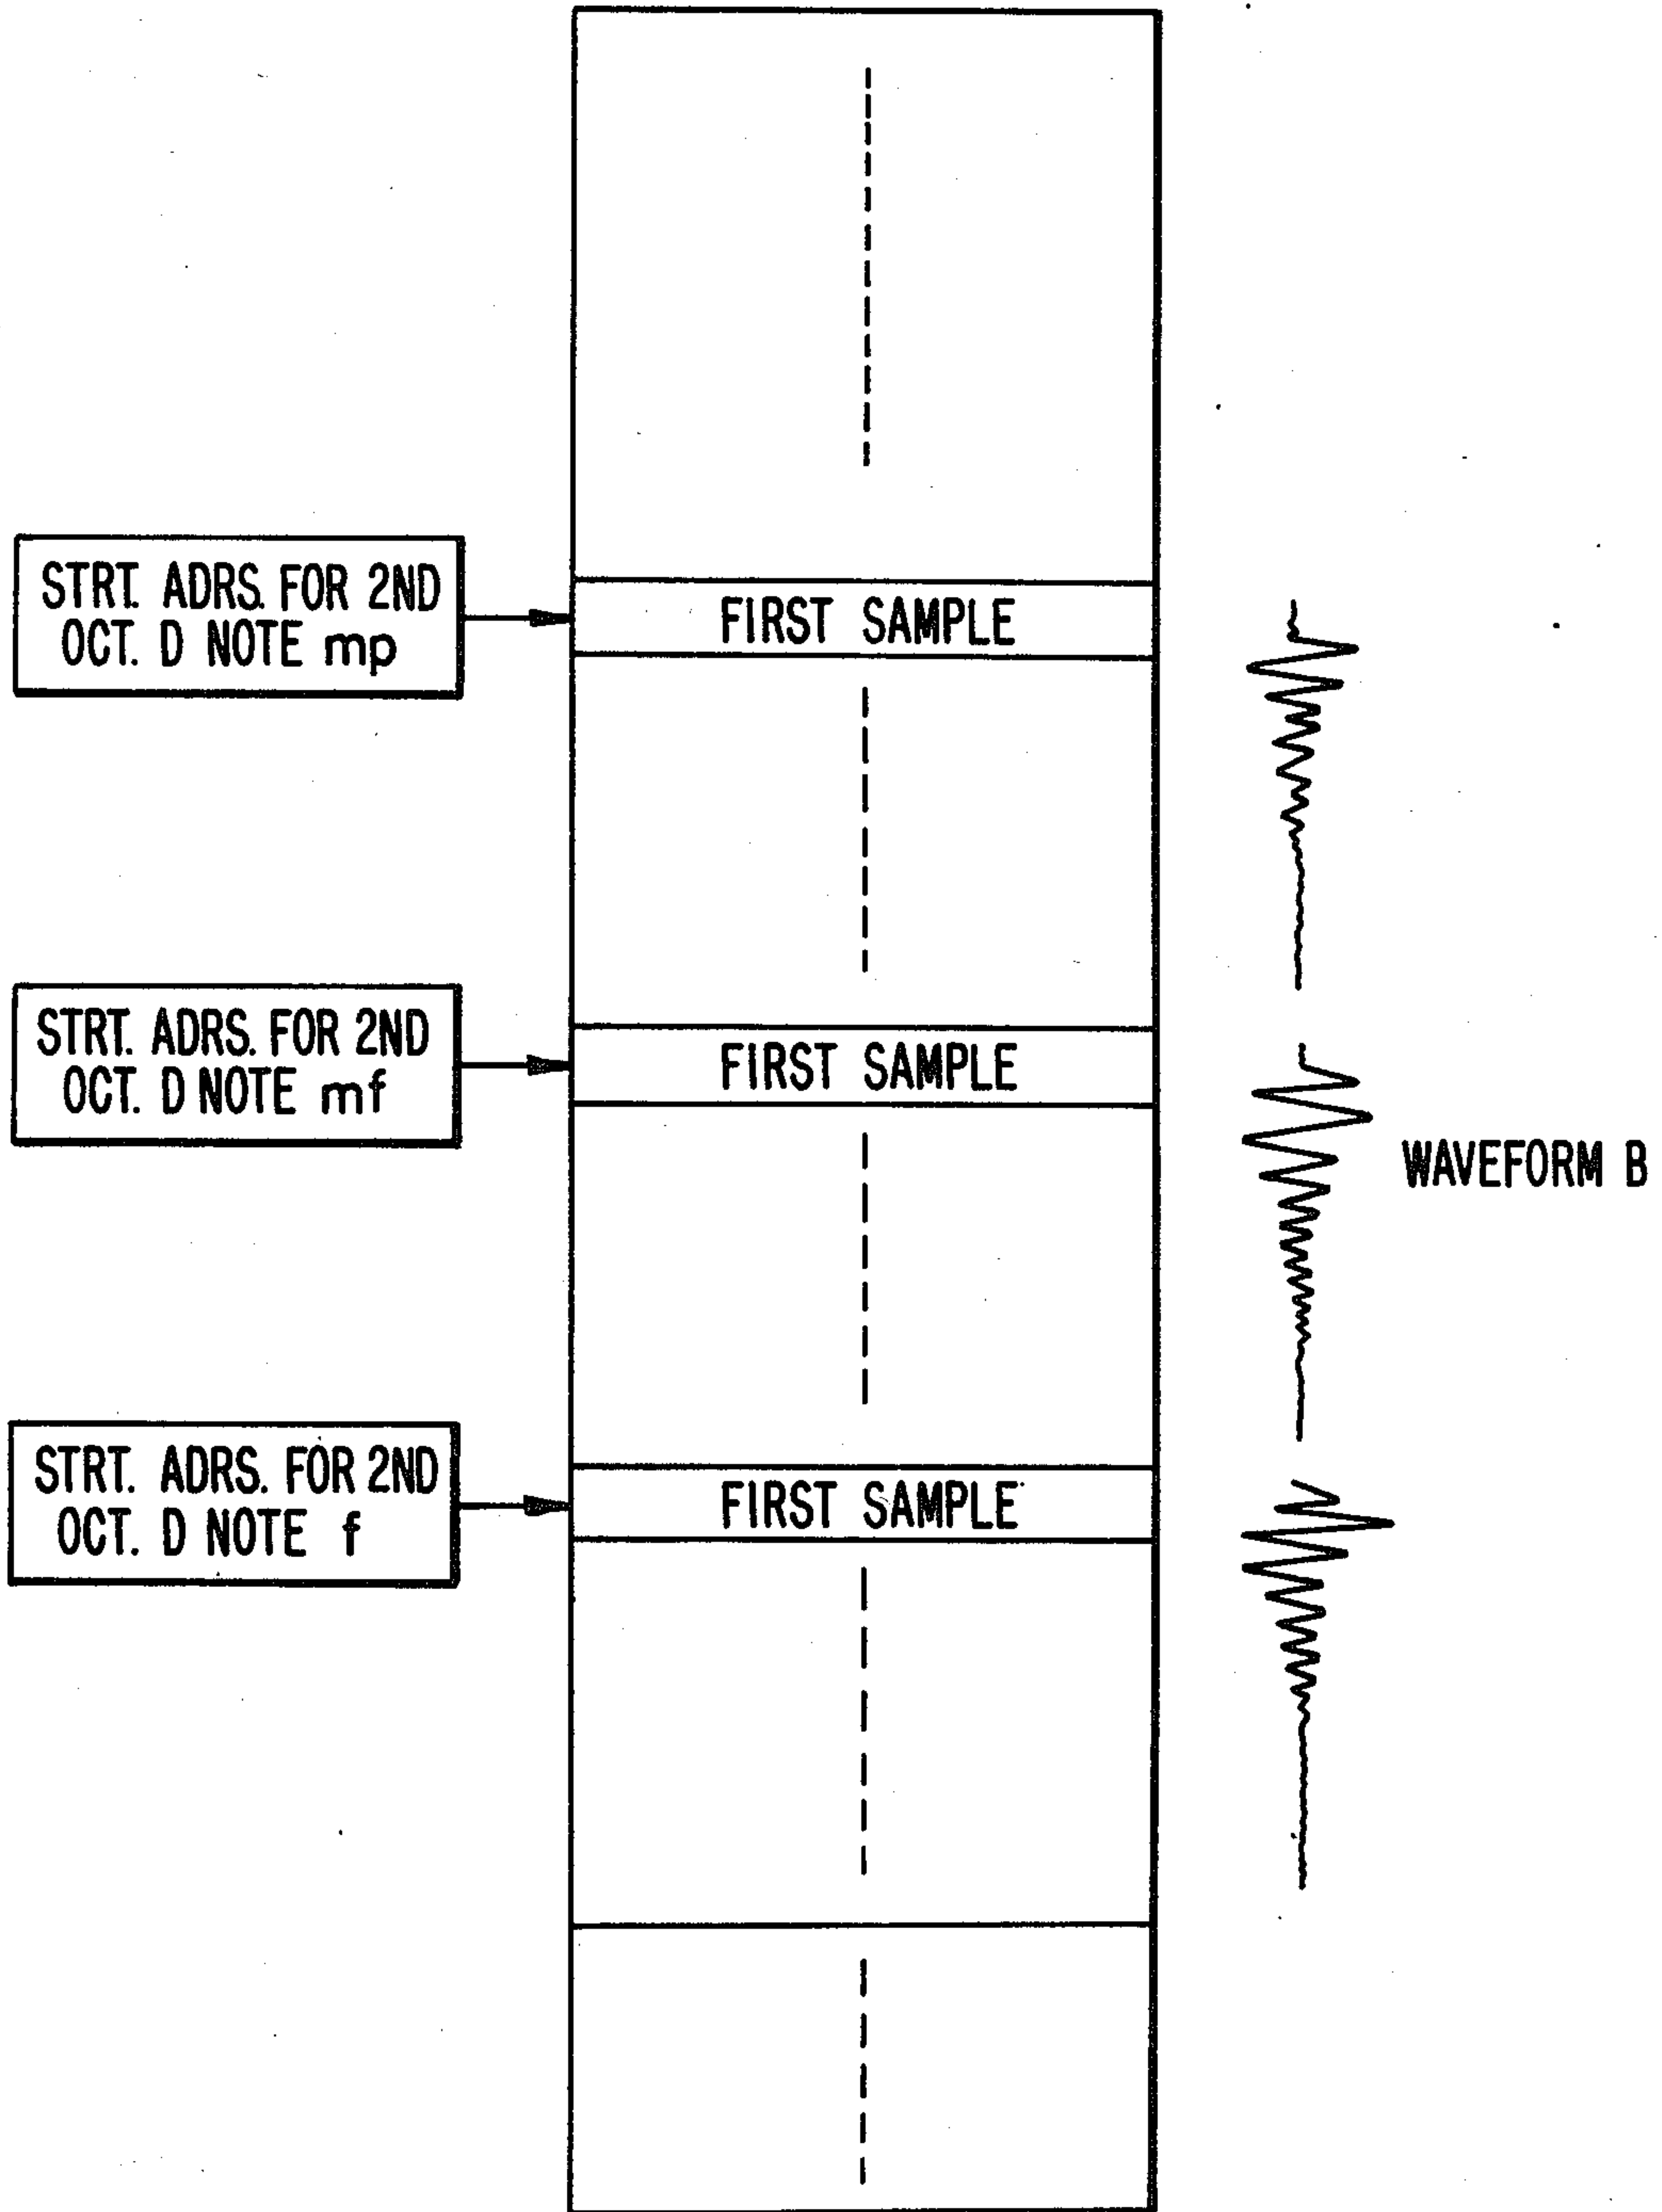 STRT. ADRS. FOR 2ND
OCT. D NOTE mp
FIRST SAMPLE
STRT. ADRS. FOR 2ND
OCT. D NOTE mf
FIRST SAMPLE
WAVEFORM B
STRT. ADRS. FOR 2ND
OCT. D NOTE f
FIRST SAMPLE